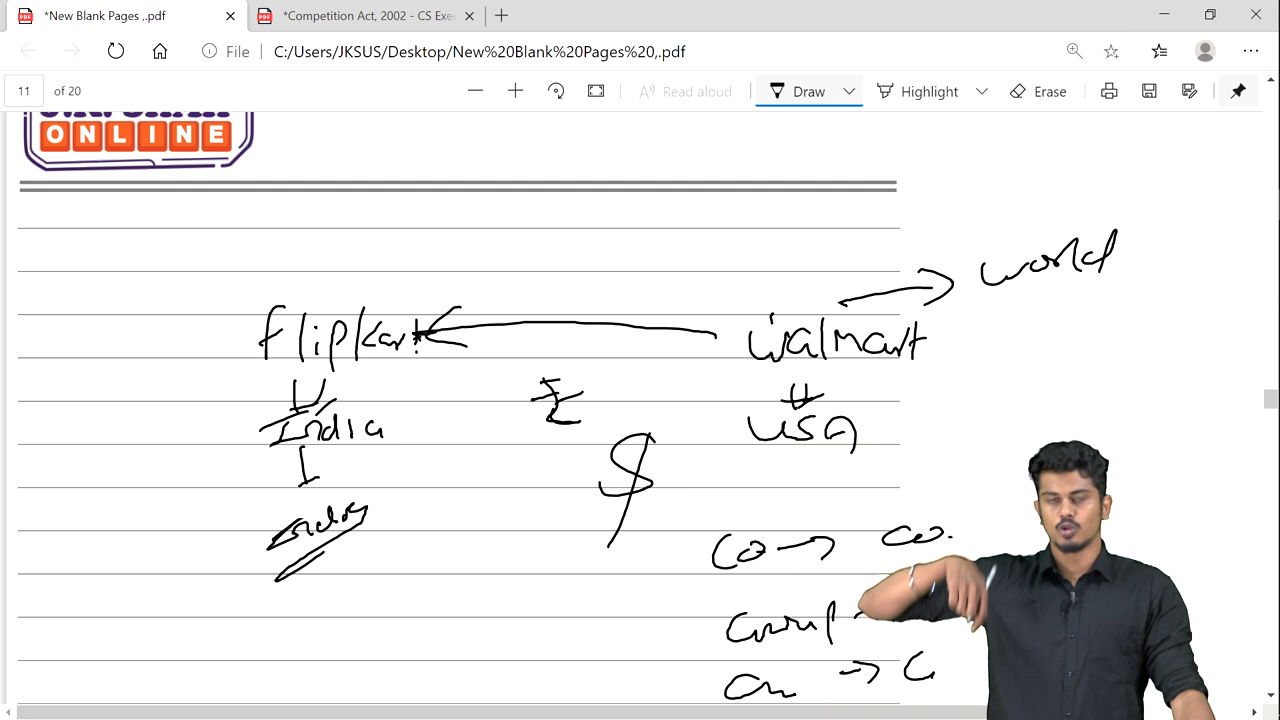 *New Blank Pages ,.pdf
*Competition Act, 2002 - CS Exe
File C:/Users/JKSUS/Desktop/New%20Blank%20Pages%20,.pdf
11 of 20
Read aloud Draw Highlight Erase
ONLINE
world
Flipkart Walmart
₹
India USA
$
co → co.